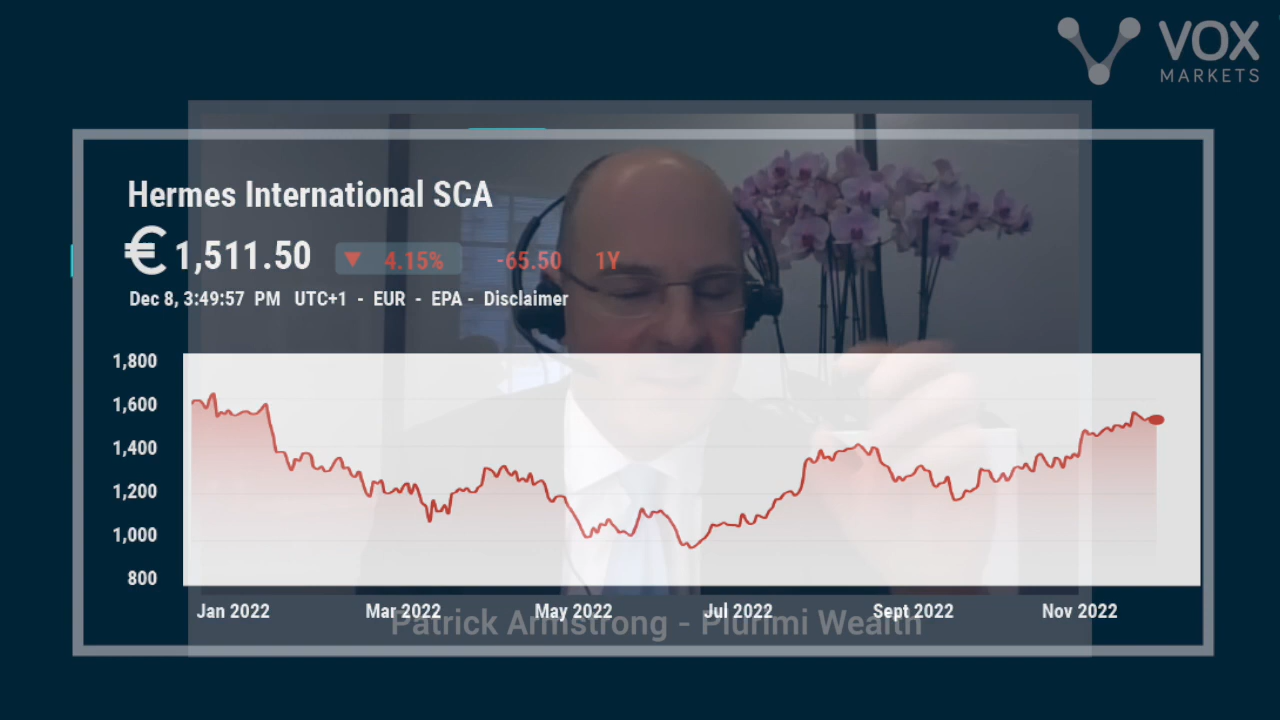 VOX
MARKETS
Hermes International SCA
€ 1,511.50 ▼ 4.15% -65.50 1Y
Dec 8, 3:49:57 PM UTC+1 - EUR - EPA - Disclaimer
1,800
1,600
1,400
1,200
1,000
800
Jan 2022 Mar 2022 May 2022 Jul 2022 Sept 2022 Nov 2022
Patrick Armstrong - Plurimi Wealth